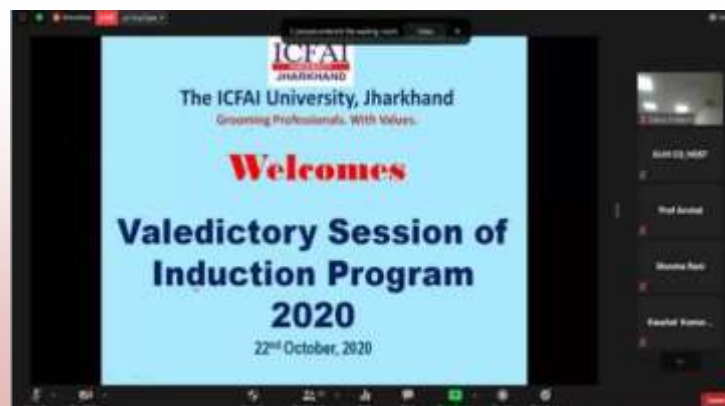 ICFAI
UNIVERSITY
JHARKHAND
The ICFAI University, Jharkhand
Grooming Professionals. With Values.
Welcomes
Valedictory Session of
Induction Program
2020
22nd October, 2020
Prof Arvind